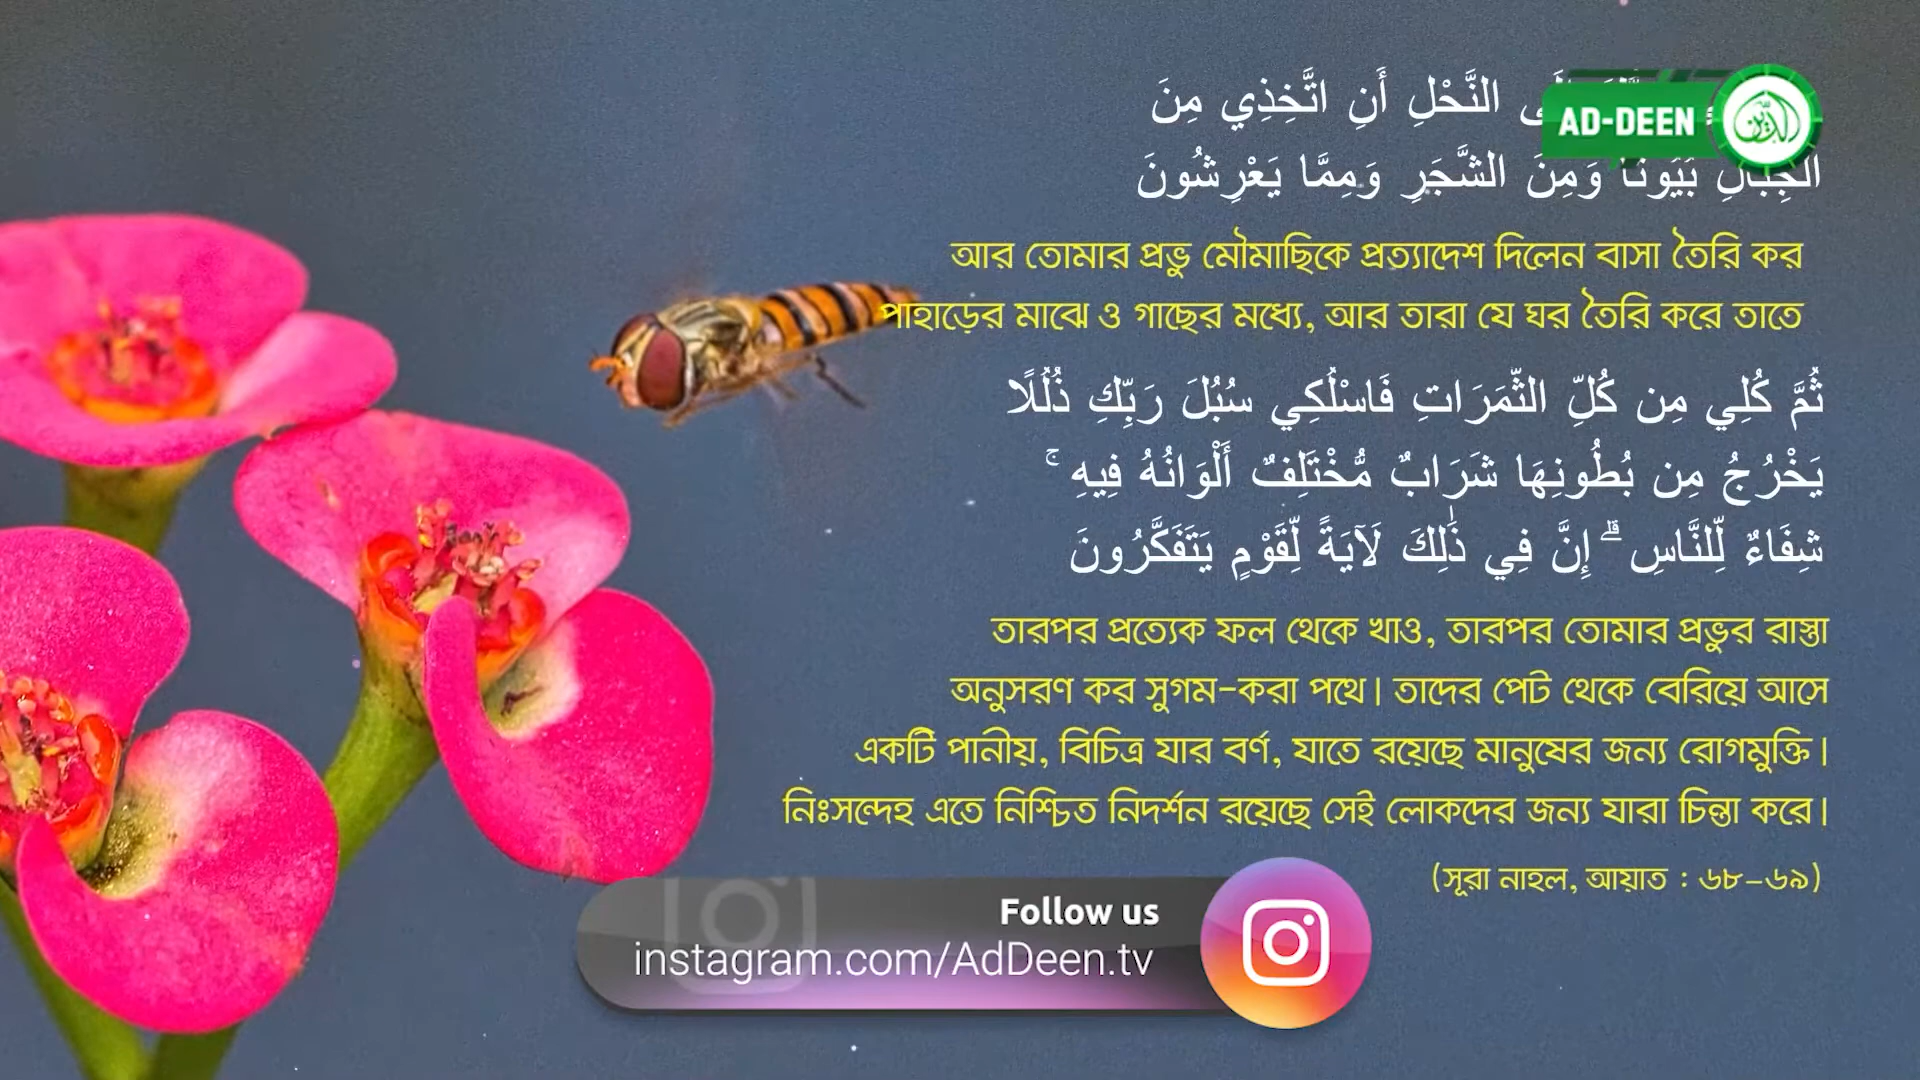 النَّحْلِ أَنِ اتَّخِذِي مِنَ
AD-DEEN
الْجِبَالِ بُيُوتًا وَمِنَ الشَّجَرِ وَمِمَّا يَعْرِشُونَ
আর তোমার প্রভু মৌমাছিকে প্রত্যাদেশ দিলেন বাসা তৈরি কর
পাহাড়ের মাঝে ও গাছের মধ্যে, আর তারা যে ঘর তৈরি করে তাতে
ثُمَّ كُلِي مِن كُلِّ الثَّمَرَاتِ فَاسْلُكِي سُبُلَ رَبِّكِ ذُلُلًا
يَخْرُجُ مِن بُطُونِهَا شَرَابٌ مُّخْتَلِفٌ أَلْوَانُهُ فِيهِ ۚ
شِفَاءٌ لِّلنَّاسِ ۗ إِنَّ فِي ذَٰلِكَ لَآيَةً لِّقَوْمٍ يَتَفَكَّرُونَ
তারপর প্রত্যেক ফল থেকে খাও, তারপর তোমার প্রভুর রাস্তা
অনুসরণ কর সুগম-করা পথে। তাদের পেট থেকে বেরিয়ে আসে
একটি পানীয়, বিচিত্র যার বর্ণ, যাতে রয়েছে মানুষের জন্য রোগমুক্তি।
নিঃসন্দেহ এতে নিশ্চিত নিদর্শন রয়েছে সেই লোকদের জন্য যারা চিন্তা করে।
(সূরা নাহল, আয়াত : ৬৮-৬৯)
Follow us
instagram.com/AdDeen.tv